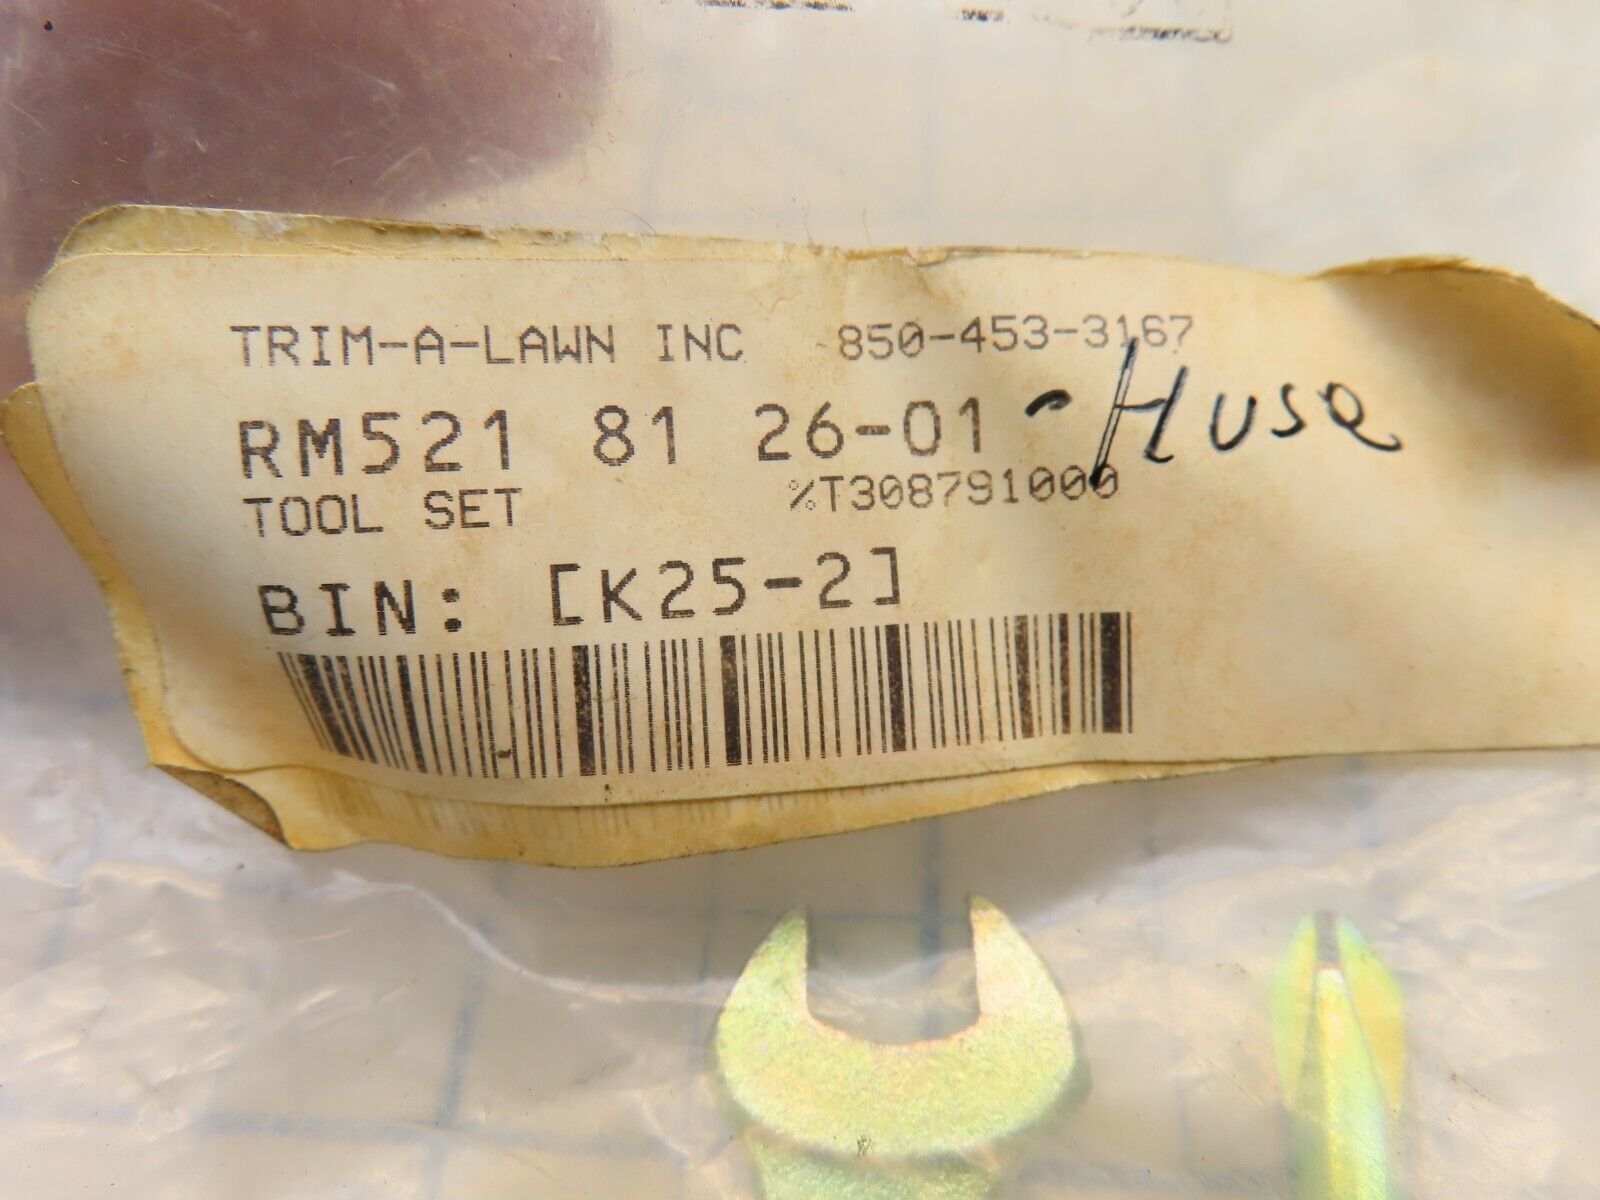 TRIM-A-LAWN INC 850-453-3167
RM521 81 26-01 - Husq
TOOL SET %T308791000
BIN: [K25-2]